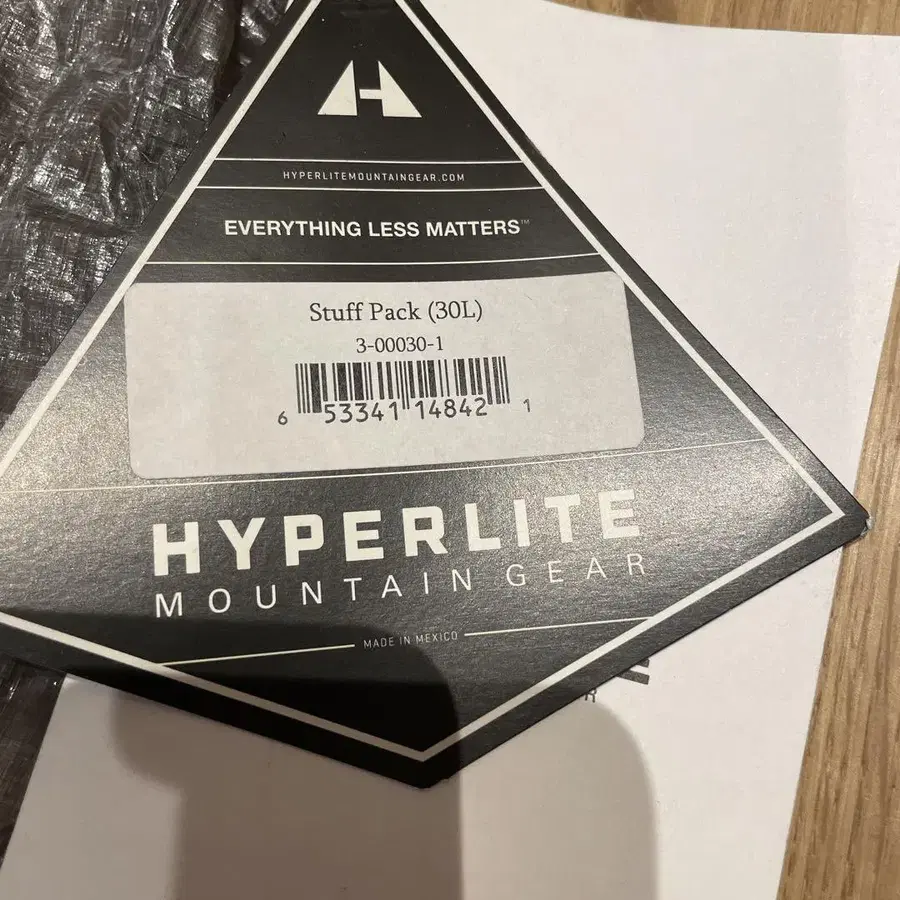 H
HYPERLITEMOUNTAINGEAR.COM
EVERYTHING LESS MATTERS™
Stuff Pack (30L)
3-00030-1
6 53341 14842 1
HYPERLITE
MOUNTAIN GEAR
MADE IN MEXICO
R